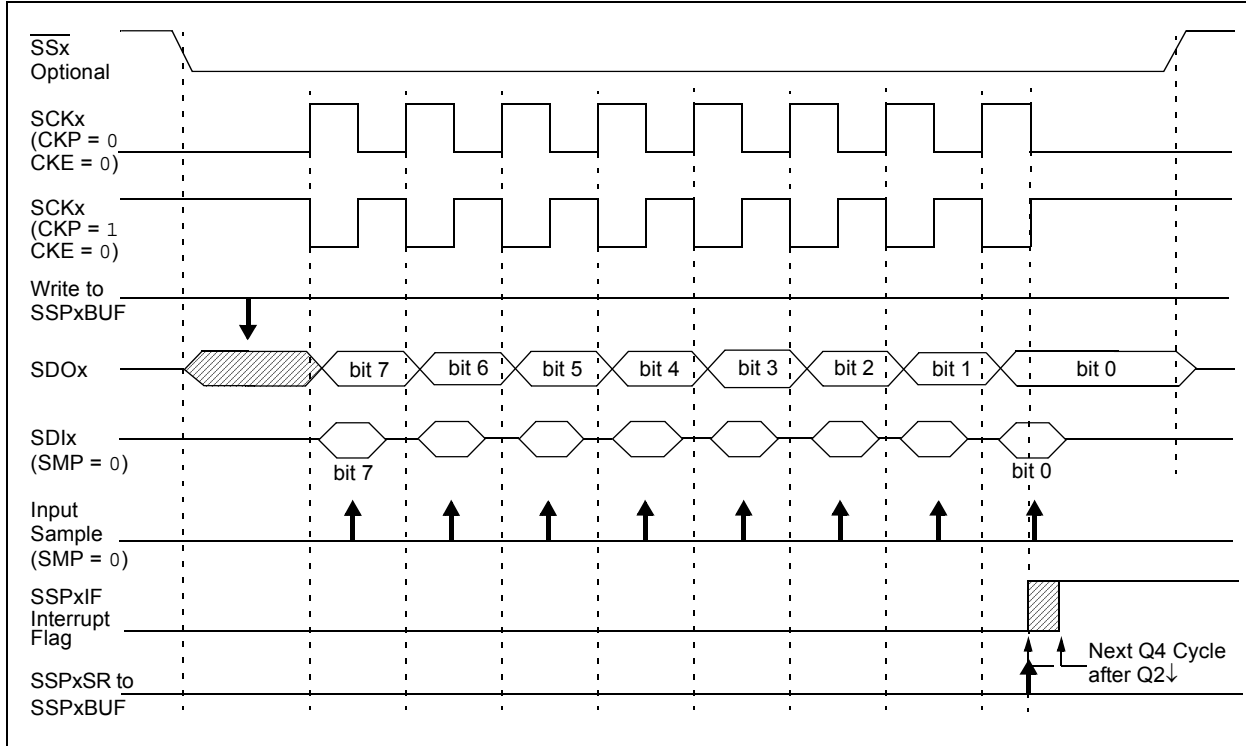 SSx
Optional
SCKx
(CKP = 0
CKE = 0)
SCKx
(CKP = 1
CKE = 0)
Write to
SSPxBUF
SDOx
bit 7
bit 6
bit 5
bit 4
bit 3
bit 2
bit 1
bit 0
SDIx
(SMP = 0)
bit 7
bit 0
Input
Sample
(SMP = 0)
SSPxIF
Interrupt
Flag
Next Q4 Cycle
after Q2↓
SSPxSR to
SSPxBUF